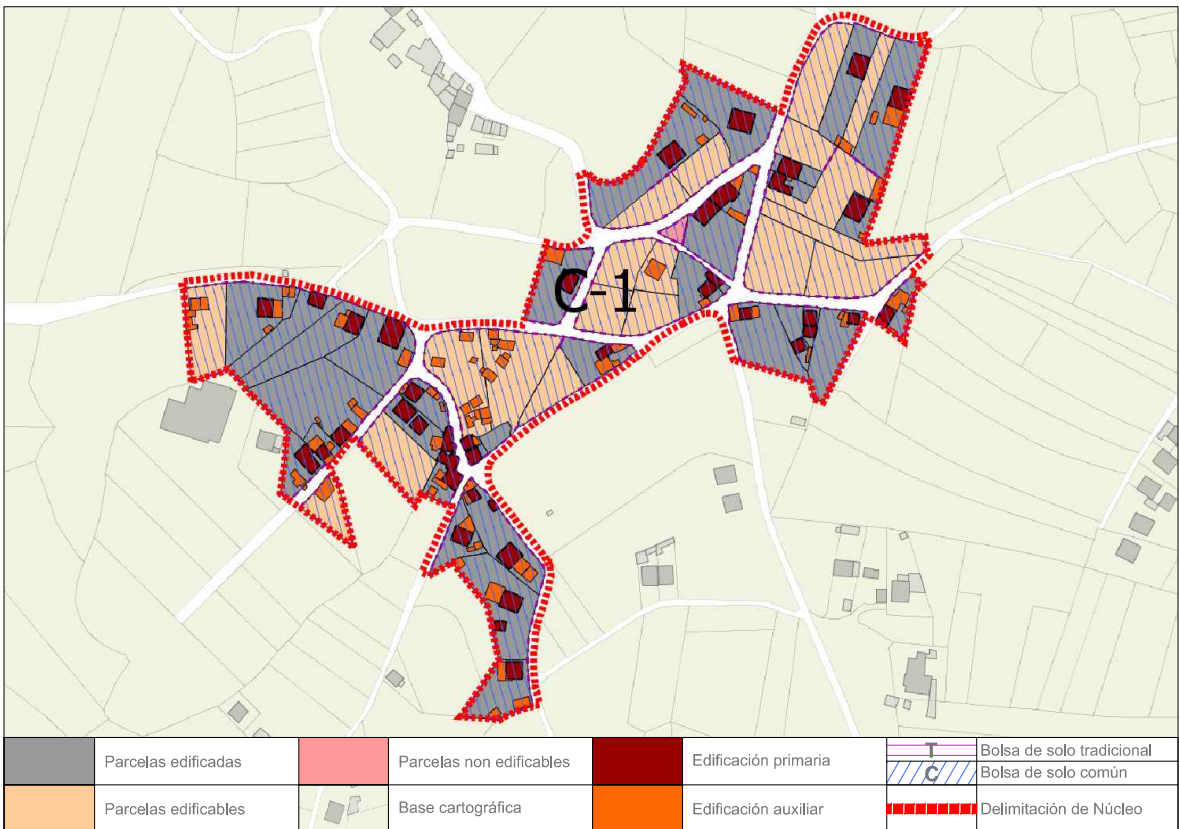 C-1
Parcelas edificadas
Parcelas non edificables
Edificación primaria
T
Bolsa de solo tradicional
C
Bolsa de solo común
Parcelas edificables
Base cartográfica
Edificación auxiliar
Delimitación de Núcleo